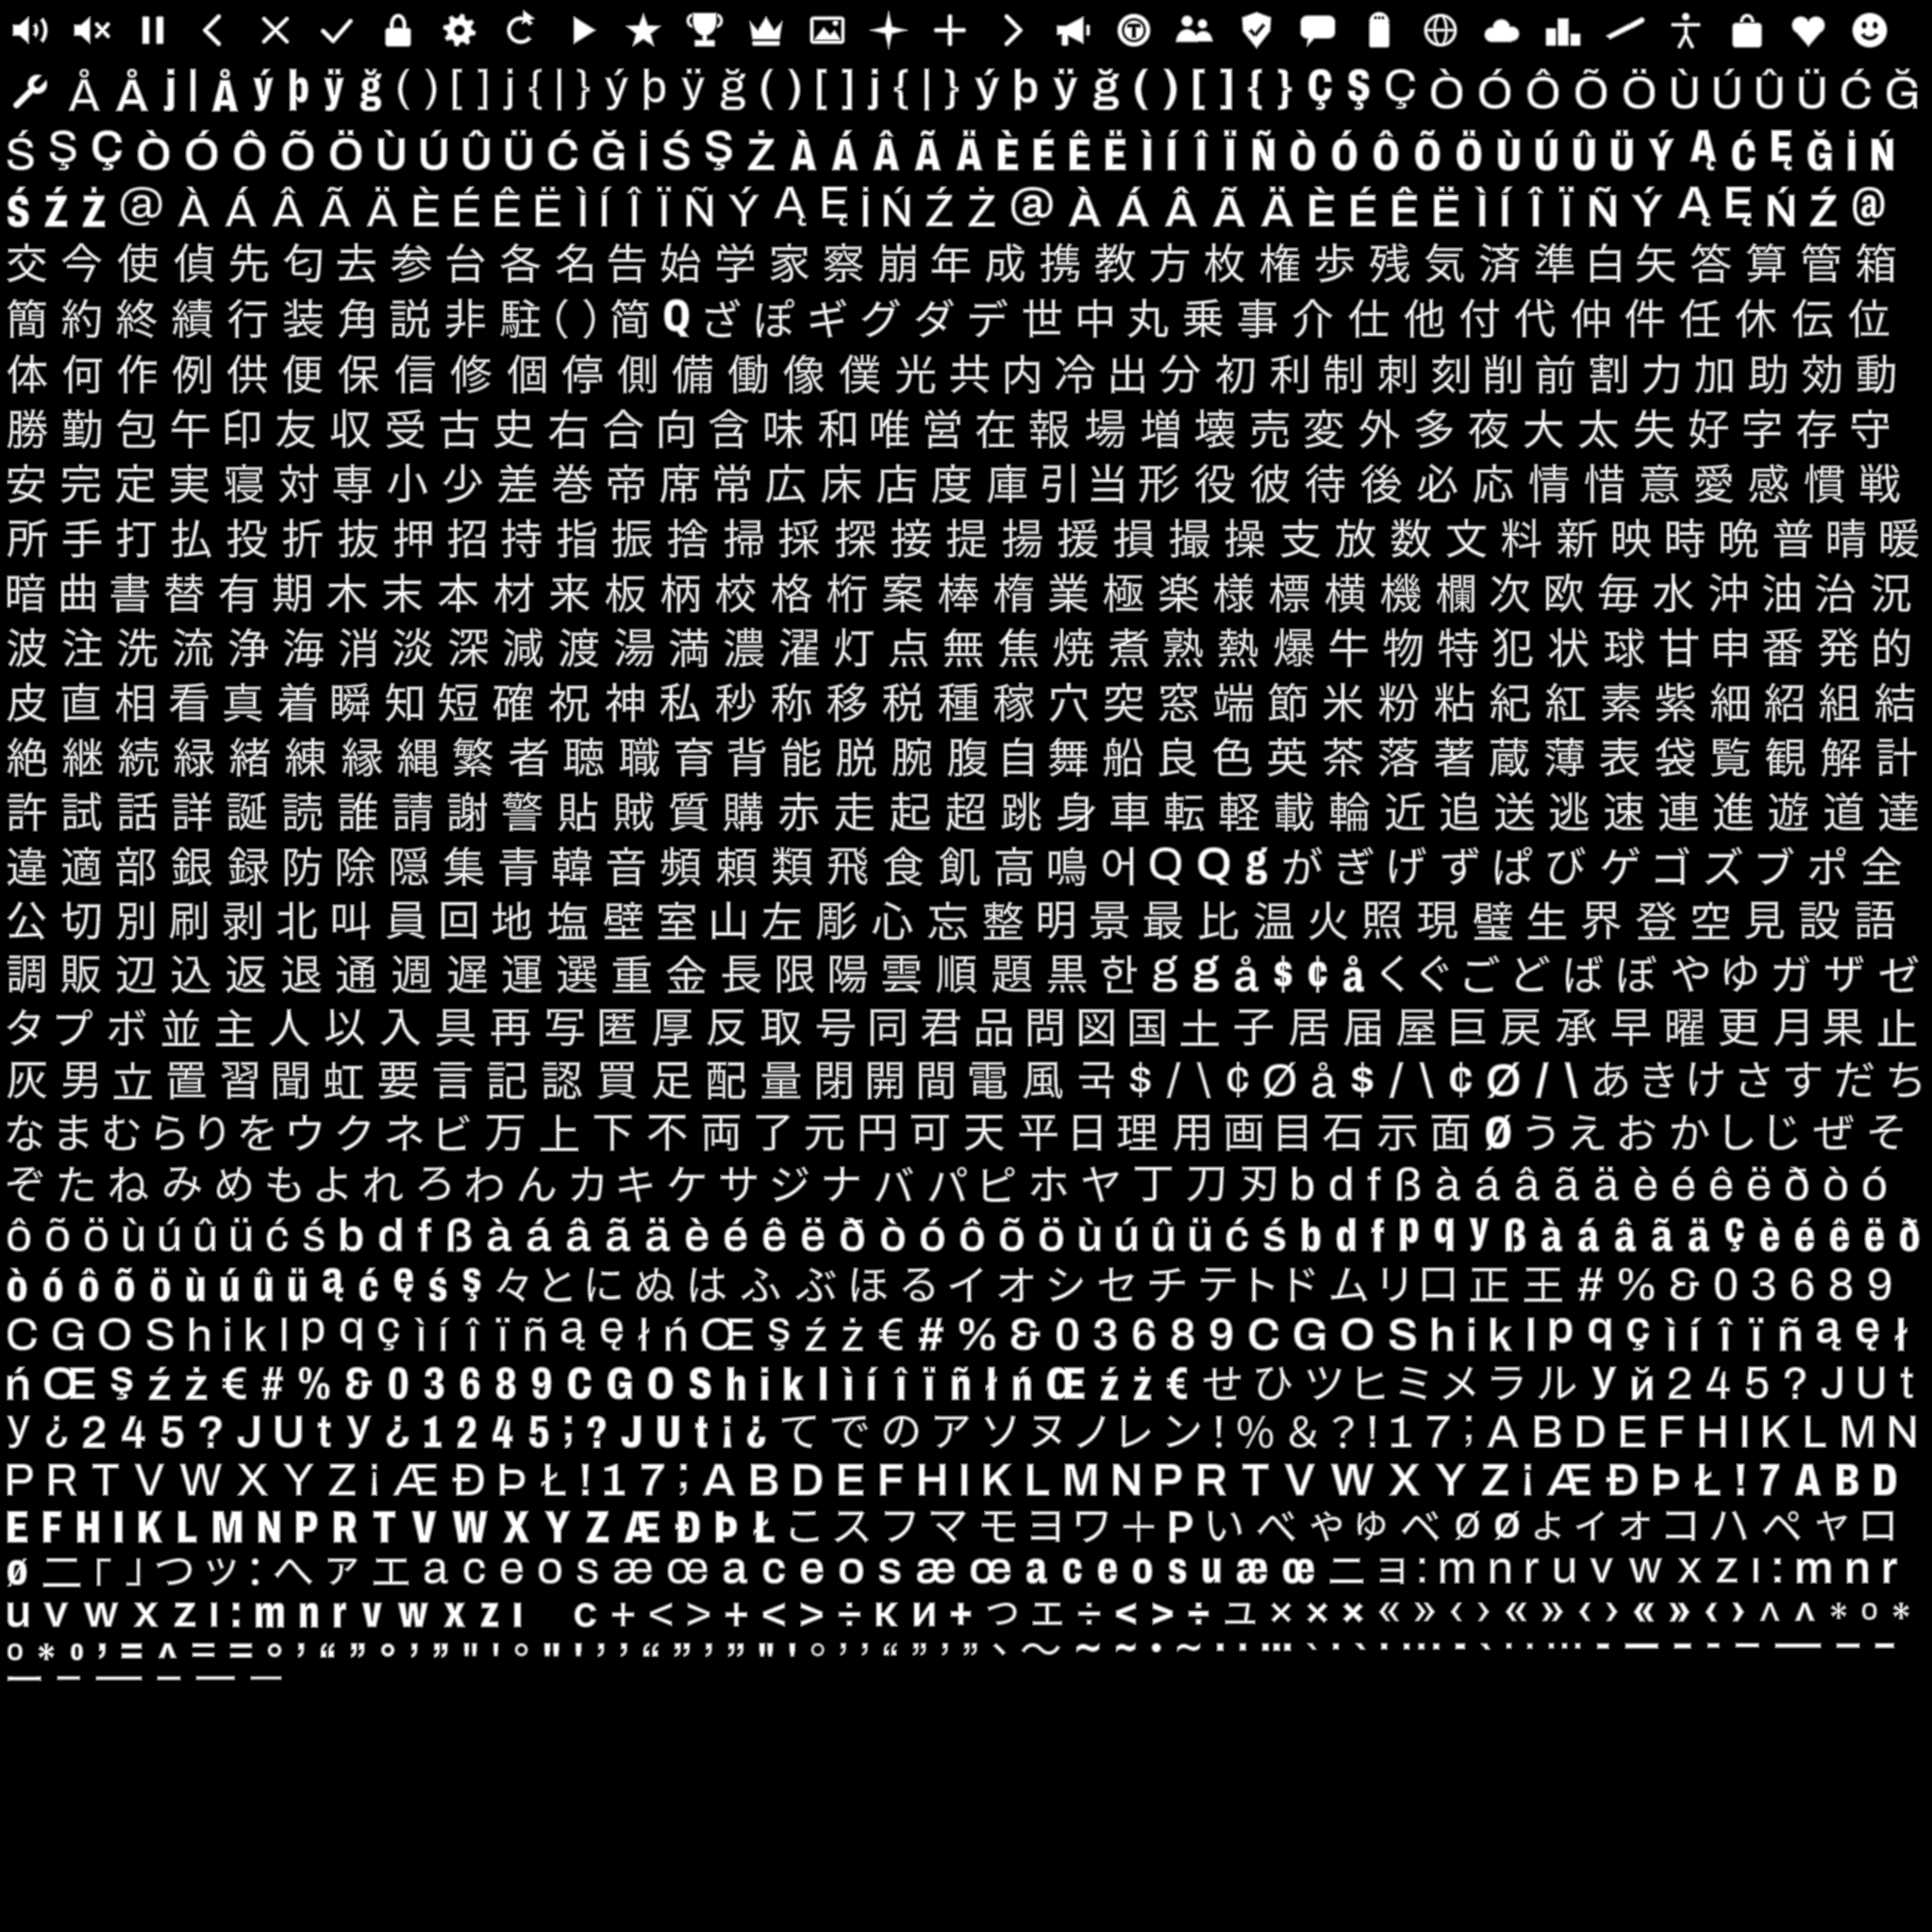 Å Å j | Å ý þ ÿ ğ ( ) [ ] j { | } ý þ ÿ ğ ( ) [ ] j { | } ý þ ÿ ğ ( ) [ ] { } Ç Ş Ç Ò Ó Ô Õ Ö Ù Ú Û Ü Ć Ğ
Ś Ş Ç Ò Ó Ô Õ Ö Ù Ú Û Ü Ć Ğ İ Ś Ş Ż À Á Â Ã Ä È É Ê Ë Ì Í Î Ï Ñ Ò Ó Ô Õ Ö Ù Ú Û Ü Ý Ą Ć Ę Ğ İ Ń
Ś Ź Ż @ À Á Â Ã Ä È É Ê Ë Ì Í Î Ï Ñ Ý Ą Ę İ Ń Ź Ż @ À Á Â Ã Ä È É Ê Ë Ì Í Î Ï Ñ Ý Ą Ę Ń Ź @
交 今 使 偵 先 匂 去 参 台 各 名 告 始 学 家 察 崩 年 成 携 教 方 枚 権 歩 残 気 済 準 白 矢 答 算 管 箱
簡 約 終 績 行 装 角 説 非 駐 ( ) 简 Q ざ ぽ ギ グ ダ デ 世 中 丸 乗 事 介 仕 他 付 代 仲 件 任 休 伝 位
体 何 作 例 供 便 保 信 修 個 停 側 備 働 像 僕 光 共 内 冷 出 分 初 利 制 刺 刻 削 前 割 力 加 助 効 動
勝 勤 包 午 印 友 収 受 古 史 右 合 向 含 味 和 唯 営 在 報 場 増 壊 売 変 外 多 夜 大 太 失 好 字 存 守
安 完 定 実 寝 対 専 小 少 差 巻 帝 席 常 広 床 店 度 庫 引 当 形 役 彼 待 後 必 応 情 惜 意 愛 感 慣 戦
所 手 打 払 投 折 抜 押 招 持 指 振 捨 掃 採 探 接 提 揚 援 損 撮 操 支 放 数 文 料 新 映 時 晩 普 晴 暖
暗 曲 書 替 有 期 木 末 本 材 来 板 柄 校 格 桁 案 棒 楕 業 極 楽 様 標 横 機 欄 次 欧 毎 水 沖 油 治 況
波 注 洗 流 浄 海 消 淡 深 減 渡 湯 満 濃 濯 灯 点 無 焦 焼 煮 熟 熱 爆 牛 物 特 犯 状 球 甘 申 番 発 的
皮 直 相 看 真 着 瞬 知 短 確 祝 神 私 秒 称 移 税 種 稼 穴 突 窓 端 節 米 粉 粘 紀 紅 素 紫 細 紹 組 結
絶 継 続 緑 緒 練 縁 縄 繁 者 聴 職 育 背 能 脱 腕 腹 自 舞 船 良 色 英 茶 落 著 蔵 薄 表 袋 覧 観 解 計
許 試 話 詳 誕 読 誰 請 謝 警 貼 賊 質 購 赤 走 起 超 跳 身 車 転 軽 載 輪 近 追 送 逃 速 連 進 遊 道 達
違 適 部 銀 録 防 除 隠 集 青 韓 音 頻 頼 類 飛 食 飢 高 鳴 어 Q Q g が ぎ げ ず ぱ び ゲ ゴ ズ ブ ポ 全
公 切 別 刷 剥 北 叫 員 回 地 塩 壁 室 山 左 彫 心 忘 整 明 景 最 比 温 火 照 現 璧 生 界 登 空 見 設 語
調 販 辺 込 返 退 通 週 遅 運 選 重 金 長 限 陽 雲 順 題 黒 한 g g å $ ¢ å く ぐ ご ど ば ぼ や ゆ ガ ザ ゼ
タ プ ボ 並 主 人 以 入 具 再 写 匿 厚 反 取 号 同 君 品 問 図 国 土 子 居 届 屋 巨 戻 承 早 曜 更 月 果 止
灰 男 立 置 習 聞 虹 要 言 記 認 買 足 配 量 閉 開 間 電 風 국 $ / \ ¢ Ø å $ / \ ¢ Ø / \ あ き け さ す だ ち
な ま む ら り を ウ ク ネ ビ 万 上 下 不 両 了 元 円 可 天 平 日 理 用 画 目 石 示 面 Ø う え お か し じ ぜ そ
ぞ た ね み め も よ れ ろ わ ん カ キ ケ サ ジ ナ バ パ ピ ホ ヤ 丁 刀 刃 b d f ß à á â ã ä è é ê ë ð ò ó
ô õ ö ù ú û ü ć ś b d f ß à á â ã ä è é ê ë ð ò ó ô õ ö ù ú û ü ć ś b d f p q y ß à á â ã ä ç è é ê ë ð
ò ó ô õ ö ù ú û ü ą ć ę ś ş 々 と に ぬ は ふ ぶ ほ る イ オ シ セ チ テ ト ド ム リ 口 正 王 # % & 0 3 6 8 9
C G O S h i k l p q ç ì í î ï ñ ą ę ł ń Œ ş ź ż € # % & 0 3 6 8 9 C G O S h i k l p q ç ì í î ï ñ ą ę ł
ń Œ ş ź ż € # % & 0 3 6 8 9 C G O S h i k l ì í î ï ñ ł ń Œ ź ż € せ ひ ツ ヒ ミ メ ラ ル У й 2 4 5 ? J U t
y ¿ 2 4 5 ? J U t y ¿ 1 2 4 5 ; ? J U t ¡ ¿ て で の ア ソ ヌ ノ レ ン ! % & ? ! 1 7 ; A B D E F H I K L M N
P R T V W X Y Z ¡ Æ Ð Þ Ł ! 1 7 ; A B D E F H I K L M N P R T V W X Y Z ¡ Æ Ð Þ Ł ! 7 A B D
E F H I K L M N P R T V W X Y Z Æ Ð Þ Ł こ ス フ マ モ ヨ ワ ＋ Р い べ ゃ ゅ ベ ø ø ょ ィ ォ コ ハ ペ ャ ロ
ø 二 「 」 つ ッ : へ ァ エ a c e o s æ œ a c e o s æ œ a c e o s u æ œ ニ ョ : m n r u v w x z ı : m n r
u v w x z ı : m n r v w x z ı с + < > + < > ÷ к и + っ ェ ÷ < > ÷ ュ × × × « » ‹ › « » ‹ › « » ‹ › ^ ^ * º *
º * º ’ = ^ = = ° ’ “ ” ° ’ ” " ' ° " ' ’ ’ “ ” ’ ” " ' ° ’ ’ “ ” ’ ” 、 〜 ~ ~ • ~